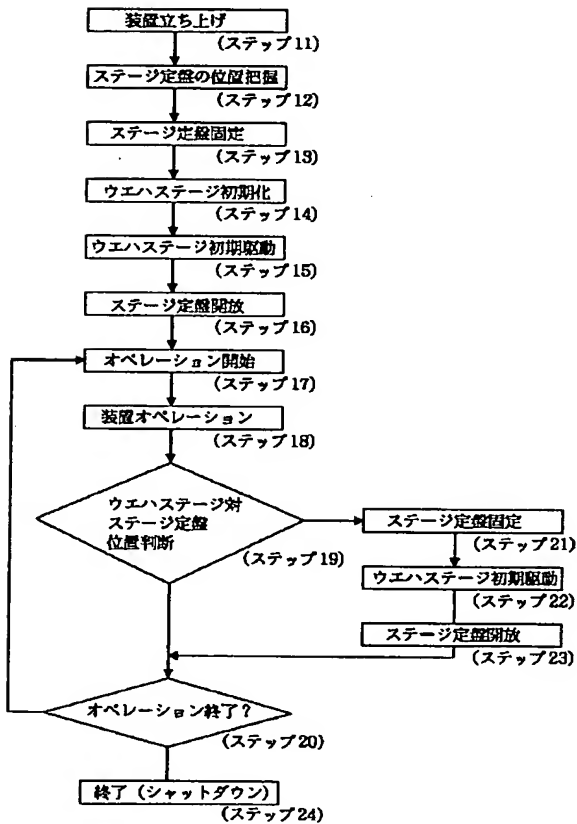 装置立ち上げ
(ステップ11)
ステージ定盤の位置把握
(ステップ12)
ステージ定盤固定
(ステップ13)
ウエハステージ初期化
(ステップ14)
ウエハステージ初期駆動
(ステップ15)
ステージ定盤開放
(ステップ16)
オペレーション開始
(ステップ17)
装置オペレーション
(ステップ18)
ウエハステージ対
ステージ定盤
位置判断
(ステップ19)
ステージ定盤固定
(ステップ21)
ウエハステージ初期駆動
(ステップ22)
ステージ定盤開放
(ステップ23)
オペレーション終了?
(ステップ20)
終了(シャットダウン)
(ステップ24)